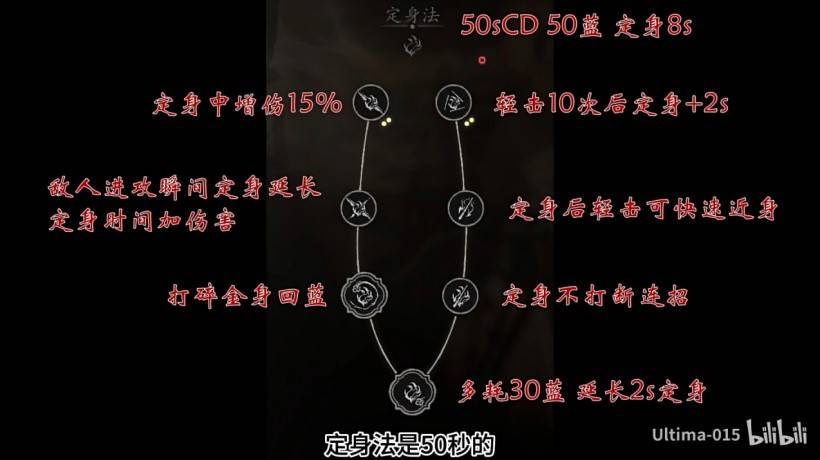 定身法
50sCD 50蓝 定身8s
定身中增伤15%
轻击10次后定身+2s
敌人进攻瞬间定身延长
定身时间加伤害
定身后轻击可快速近身
打碎金身回蓝
定身不打断连招
多耗30蓝 延长2s定身
Ultima-015 bilibili
定身法是50秒的